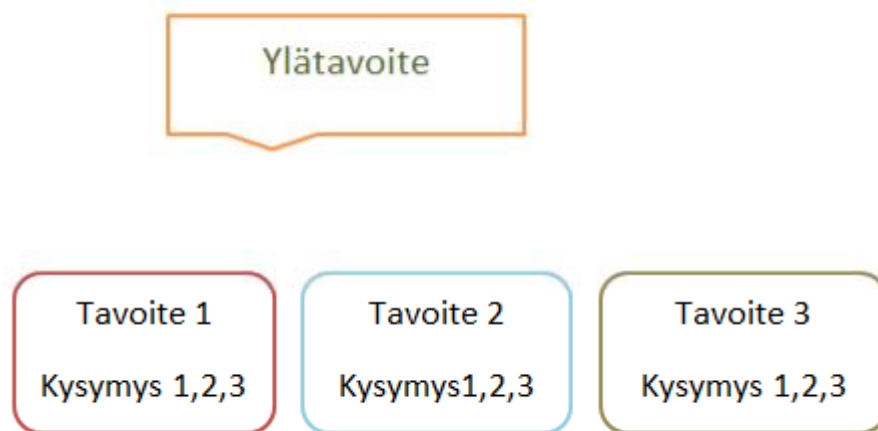 Ylätavoite
Tavoite 1
Kysymys 1,2,3
Tavoite 2
Kysymys1,2,3
Tavoite 3
Kysymys 1,2,3